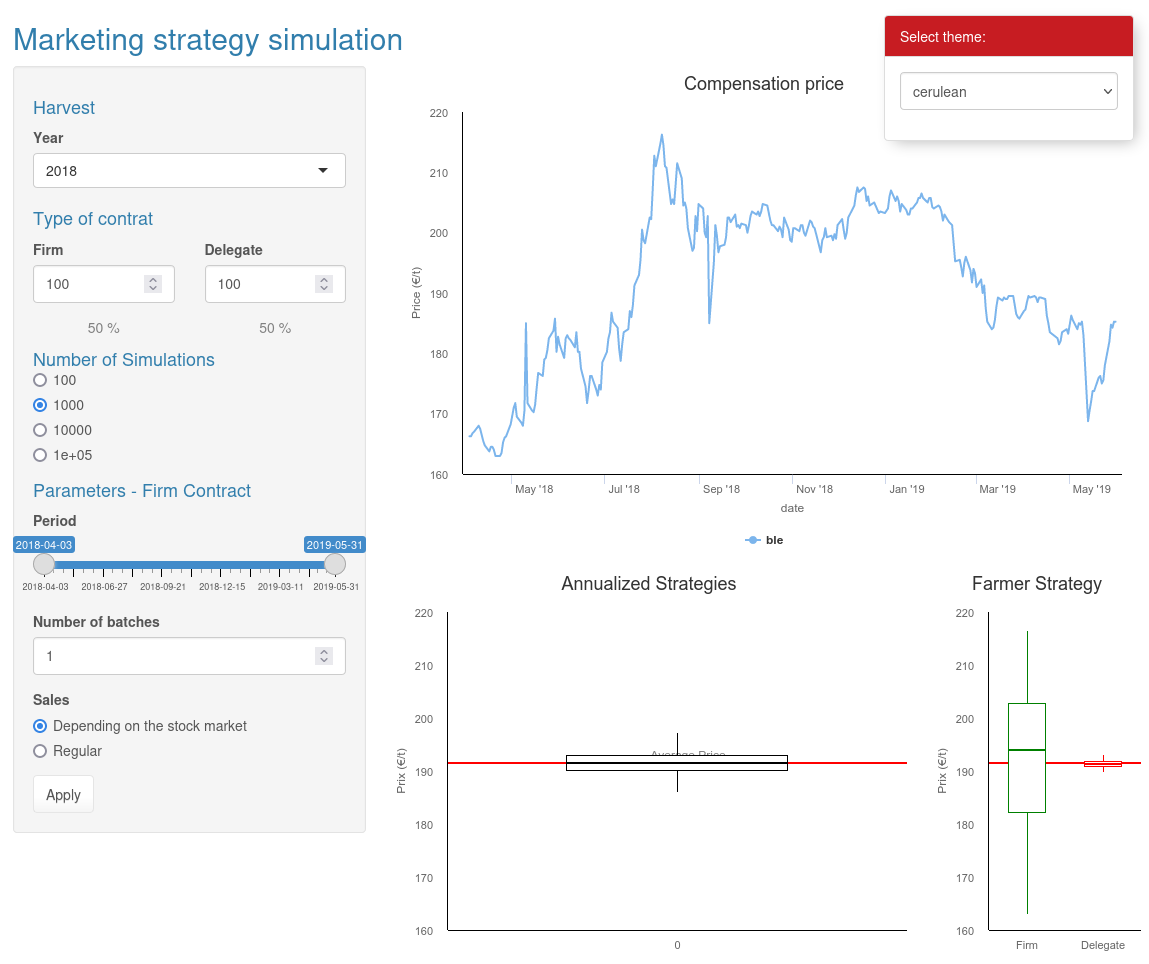 Marketing strategy simulation
Select theme:
cerulean
Harvest
Year
2018
Type of contrat
Firm
Delegate
100
100
50 %
50 %
Number of Simulations
100
1000
10000
1e+05
Parameters - Firm Contract
Period
2018-04-03
2019-05-31
2018-04-03
2018-06-27
2018-09-21
2018-12-15
2019-03-11
2019-05-31
Number of batches
1
Sales
Depending on the stock market
Regular
Apply
Compensation price
Price (€/t)
220
210
200
190
180
170
160
May '18
Jul '18
Sep '18
Nov '18
Jan '19
Mar '19
May '19
date
ble
Annualized Strategies
Prix (€/t)
220
210
200
190
180
170
160
Average Price
0
Farmer Strategy
Prix (€/t)
220
210
200
190
180
170
160
Firm
Delegate